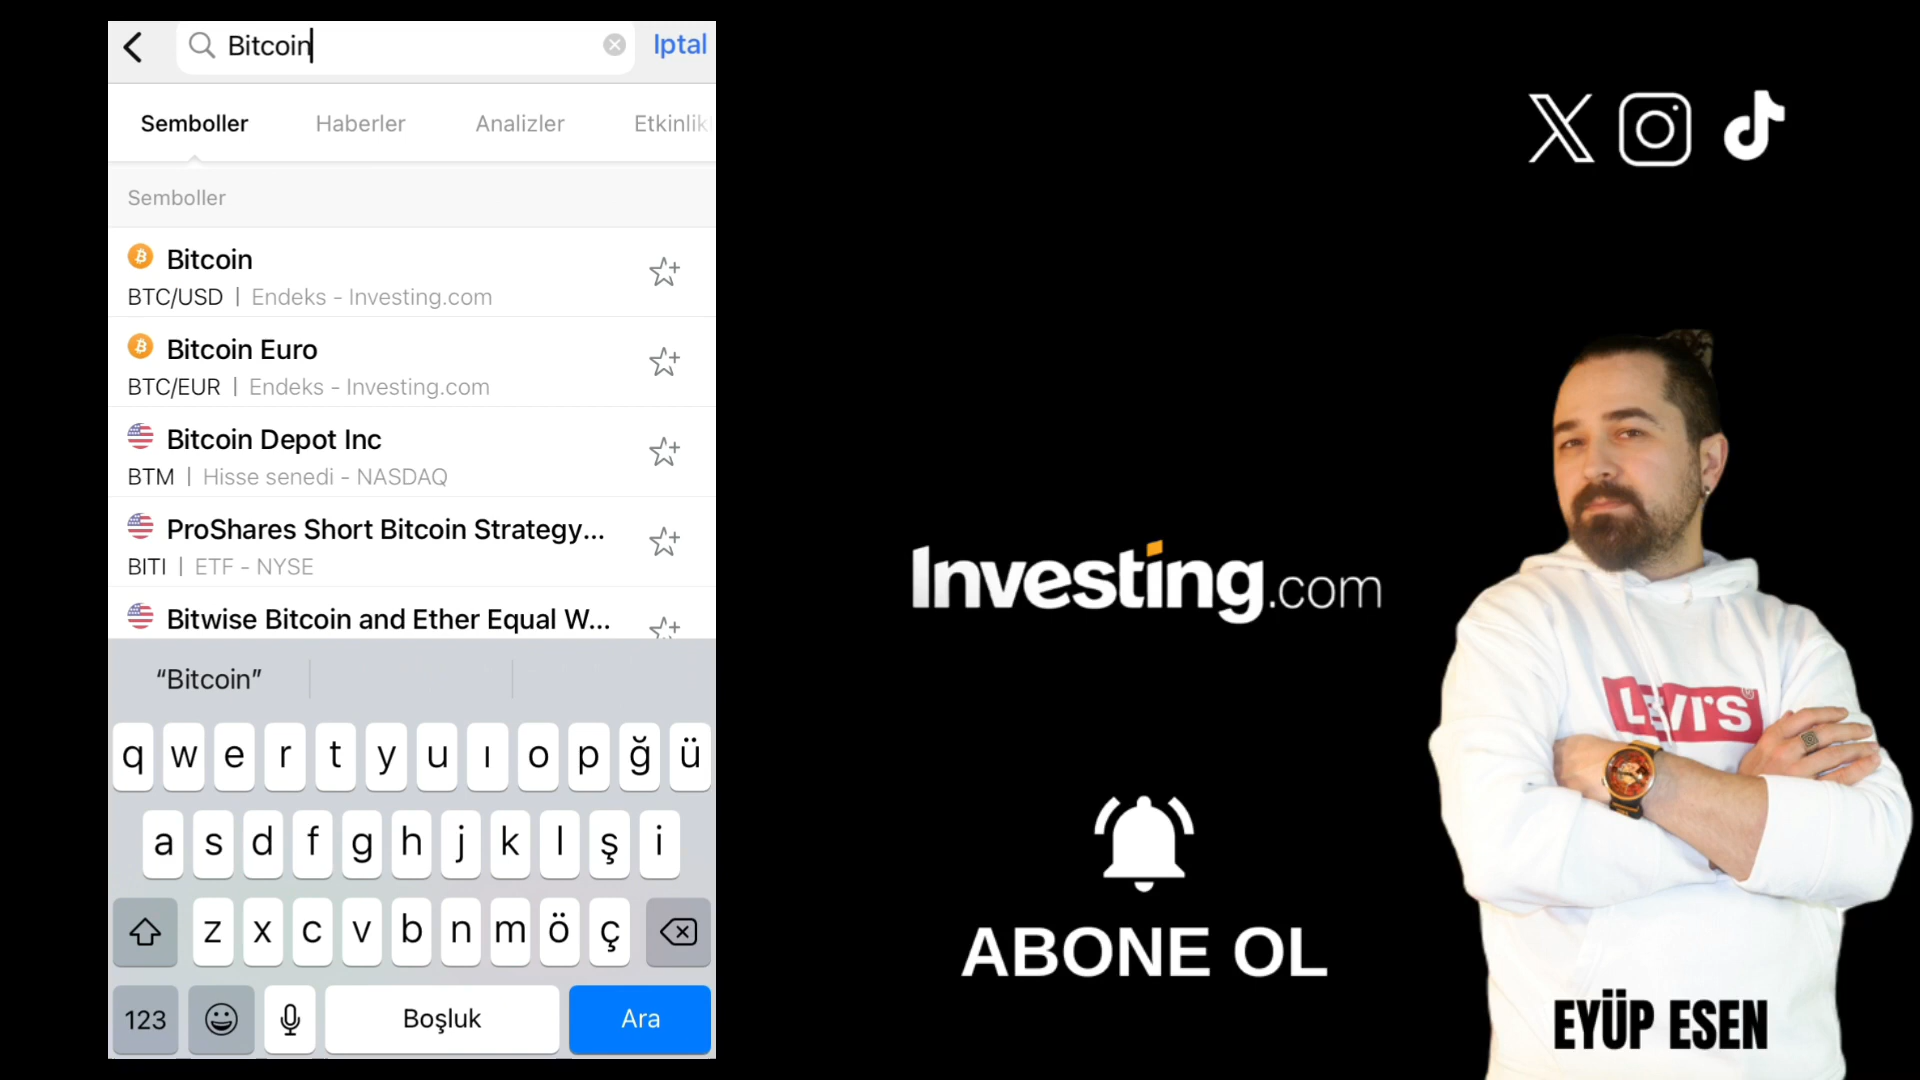 Bitcoin
Iptal
Semboller
Haberler
Analizler
Etkinlik
Semboller
Bitcoin
BTC/USD | Endeks - Investing.com
Bitcoin Euro
BTC/EUR | Endeks - Investing.com
Bitcoin Depot Inc
BTM | Hisse senedi - NASDAQ
ProShares Short Bitcoin Strategy...
BITI | ETF - NYSE
Bitwise Bitcoin and Ether Equal W...
"Bitcoin"
q w e r t y u ı o p ğ ü
a s d f g h j k l ş i
z x c v b n m ö ç
123
Boşluk
Ara
Investing.com
ABONE OL
LEVI'S
EYÜP ESEN